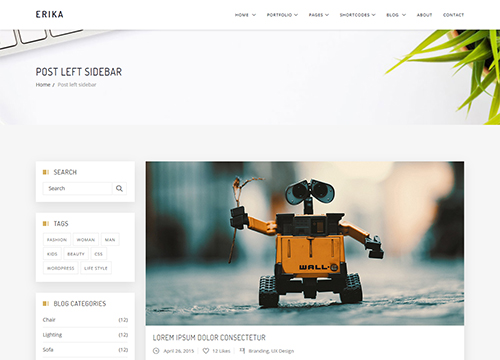 ERIKA HOME PORTFOLIO PAGES SHORTCODES BLOG ABOUT CONTACT
POST LEFT SIDEBAR
Home / Post left sidebar
SEARCH
Search
TAGS
FASHION WOMAN MAN
KIDS BEAUTY CSS
WORDPRESS LIFE STYLE
BLOG CATEGORIES
Chair (12)
Lighting (12)
Sofa (12)
WALL·E
LOREM IPSUM DOLOR CONSECTETUR
April 26, 2015 12 Likes Branding, UX Design